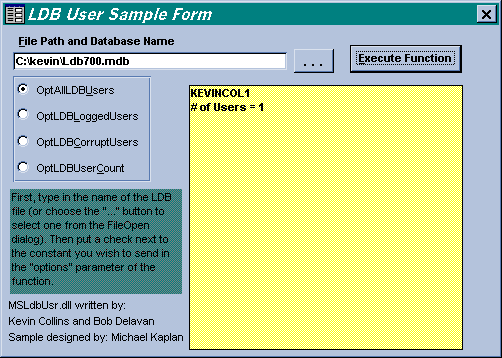 LDB User Sample Form
File Path and Database Name
C:\kevin\Ldb700.mdb
...
Execute Function
OptAllLDBUsers
OptLDBLoggedUsers
OptLDBCorruptUsers
OptLDBUserCount
KEVINCOL1
# of Users = 1
First, type in the name of the LDB
file (or choose the "..." button to
select one from the FileOpen
dialog). Then put a check next to
the constant you wish to send in
the "options" parameter of the
function.
MSLdbUsr.dll written by:
Kevin Collins and Bob Delavan
Sample designed by: Michael Kaplan